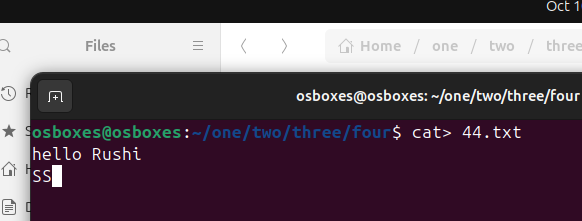 Oct 1
Files
Home / one / two / three
osboxes@osboxes: ~/one/two/three/four
osboxes@osboxes:~/one/two/three/four$ cat> 44.txt
hello Rushi
SS